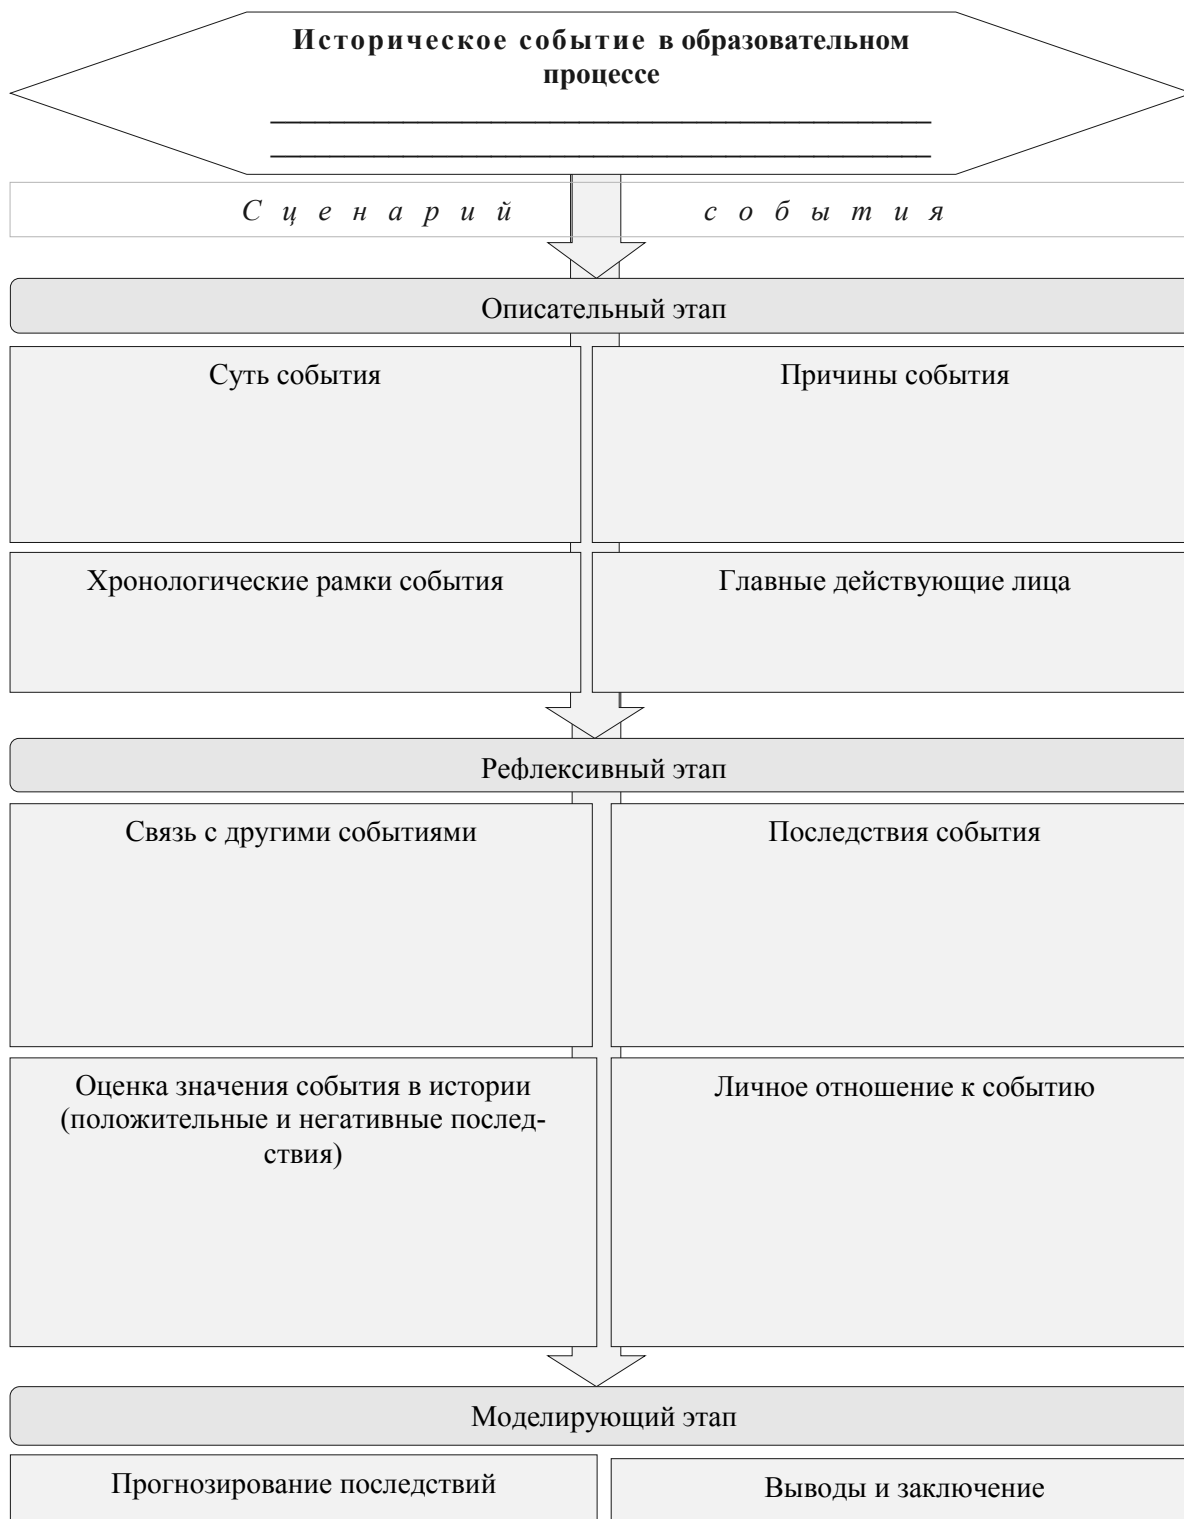 Историческое событие в образовательном
процессе
Сценарий события
Описательный этап
Суть события
Причины события
Хронологические рамки события
Главные действующие лица
Рефлексивный этап
Связь с другими событиями
Последствия события
Оценка значения события в истории
(положительные и негативные послед-
ствия)
Личное отношение к событию
Моделирующий этап
Прогнозирование последствий
Выводы и заключение